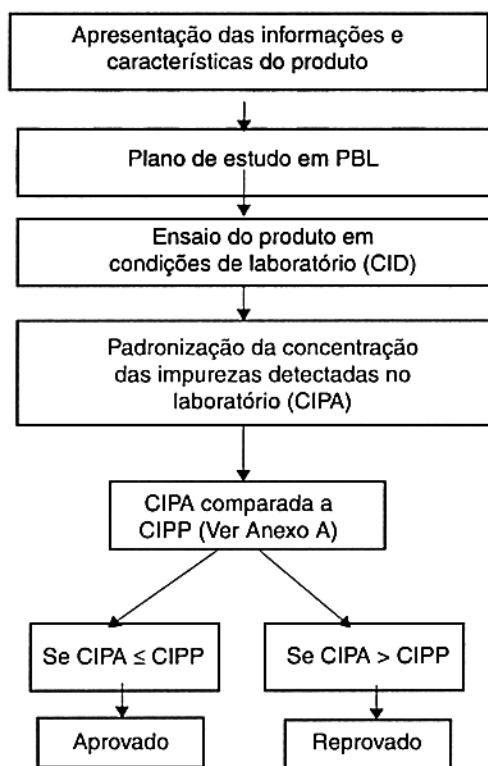 Apresentação das informações e
características do produto
Plano de estudo em PBL
Ensaio do produto em
condições de laboratório (CID)
Padronização da concentração
das impurezas detectadas no
laboratório (CIPA)
CIPA comparada a
CIPP (Ver Anexo A)
Se CIPA ≤ CIPP
Se CIPA > CIPP
Aprovado
Reprovado